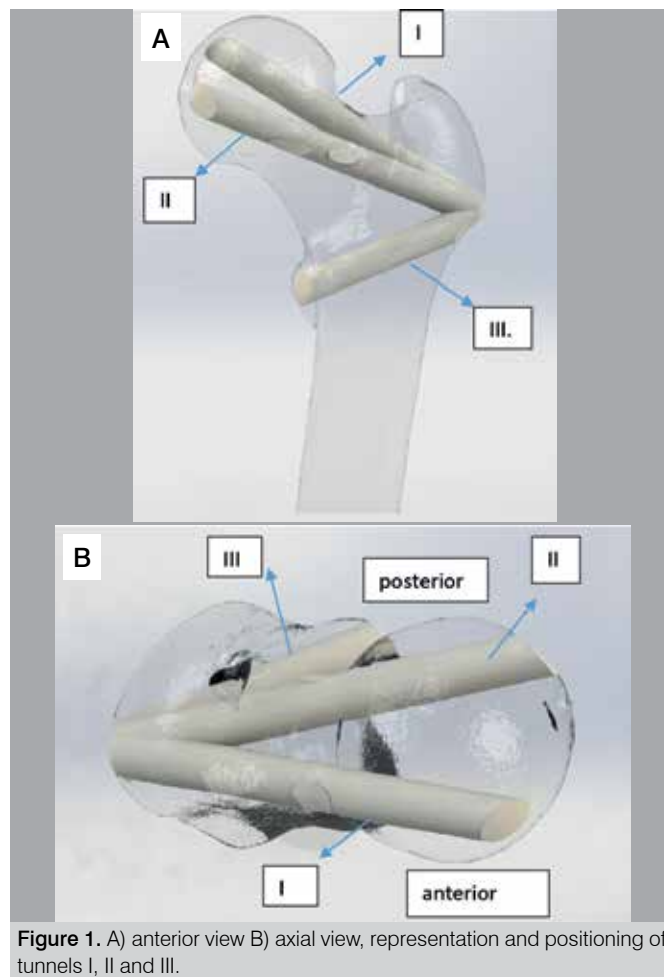 A
I
II
III.
B
III
posterior
II
I
anterior
Figure 1. A) anterior view B) axial view, representation and positioning of
tunnels I, II and III.